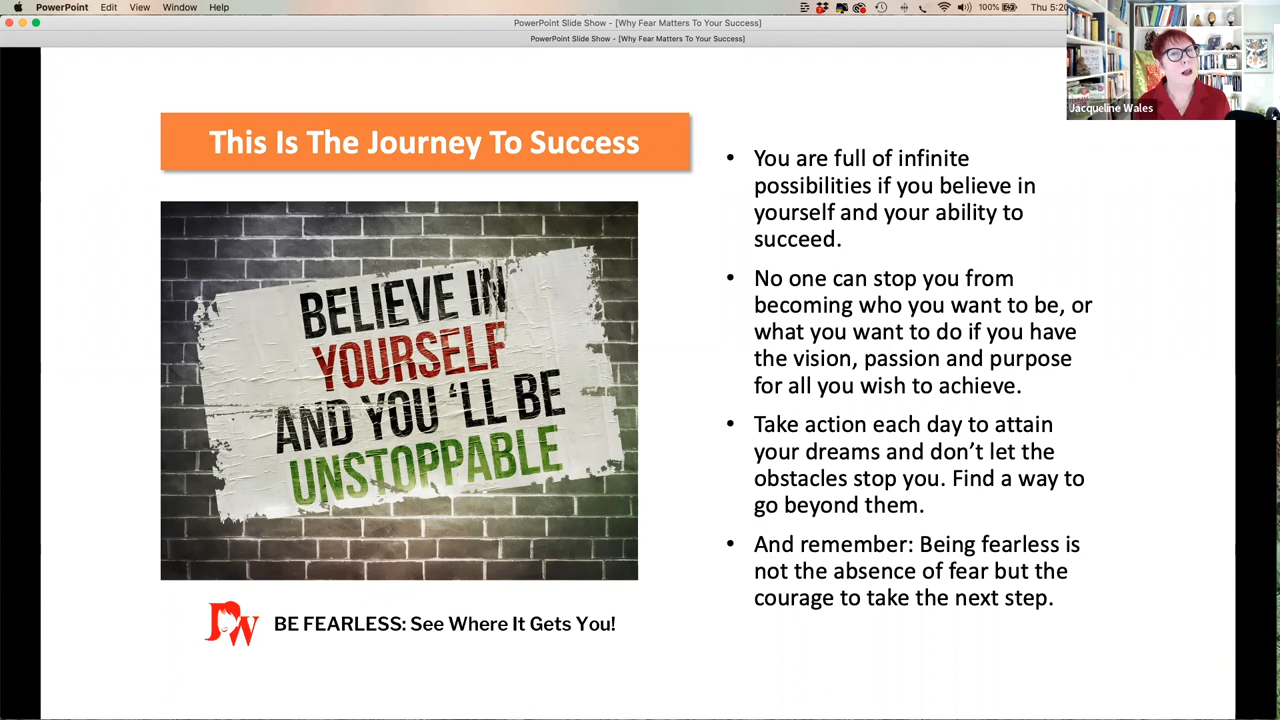 PowerPoint Edit View Window Help 100% Thu 5:20
PowerPoint Slide Show - [Why Fear Matters To Your Success]
PowerPoint Slide Show - [Why Fear Matters To Your Success]
Jacqueline Wales
This Is The Journey To Success
BELIEVE IN
YOURSELF
AND YOU ‘LL BE
UNSTOPPABLE
JW BE FEARLESS: See Where It Gets You!
• You are full of infinite
possibilities if you believe in
yourself and your ability to
succeed.
• No one can stop you from
becoming who you want to be, or
what you want to do if you have
the vision, passion and purpose
for all you wish to achieve.
• Take action each day to attain
your dreams and don’t let the
obstacles stop you. Find a way to
go beyond them.
• And remember: Being fearless is
not the absence of fear but the
courage to take the next step.